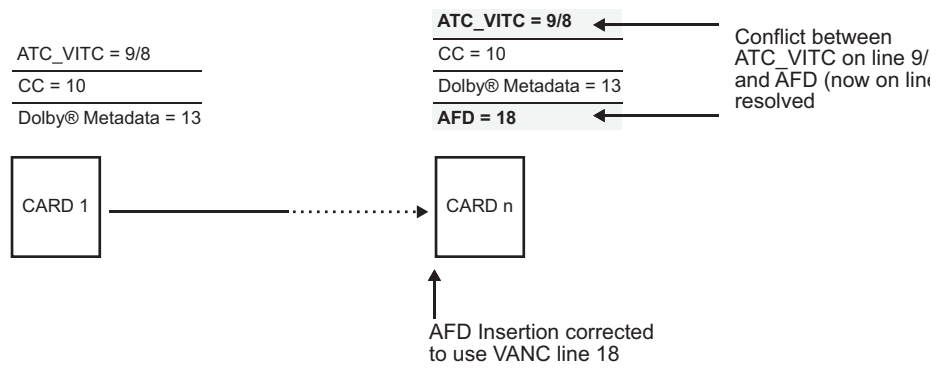 ATC_VITC = 9/8
CC = 10
Dolby® Metadata = 13
CARD 1
ATC_VITC = 9/8
CC = 10
Dolby® Metadata = 13
AFD = 18
CARD n
Conflict between
ATC_VITC on line 9/
and AFD (now on line
resolved
AFD Insertion corrected
to use VANC line 18